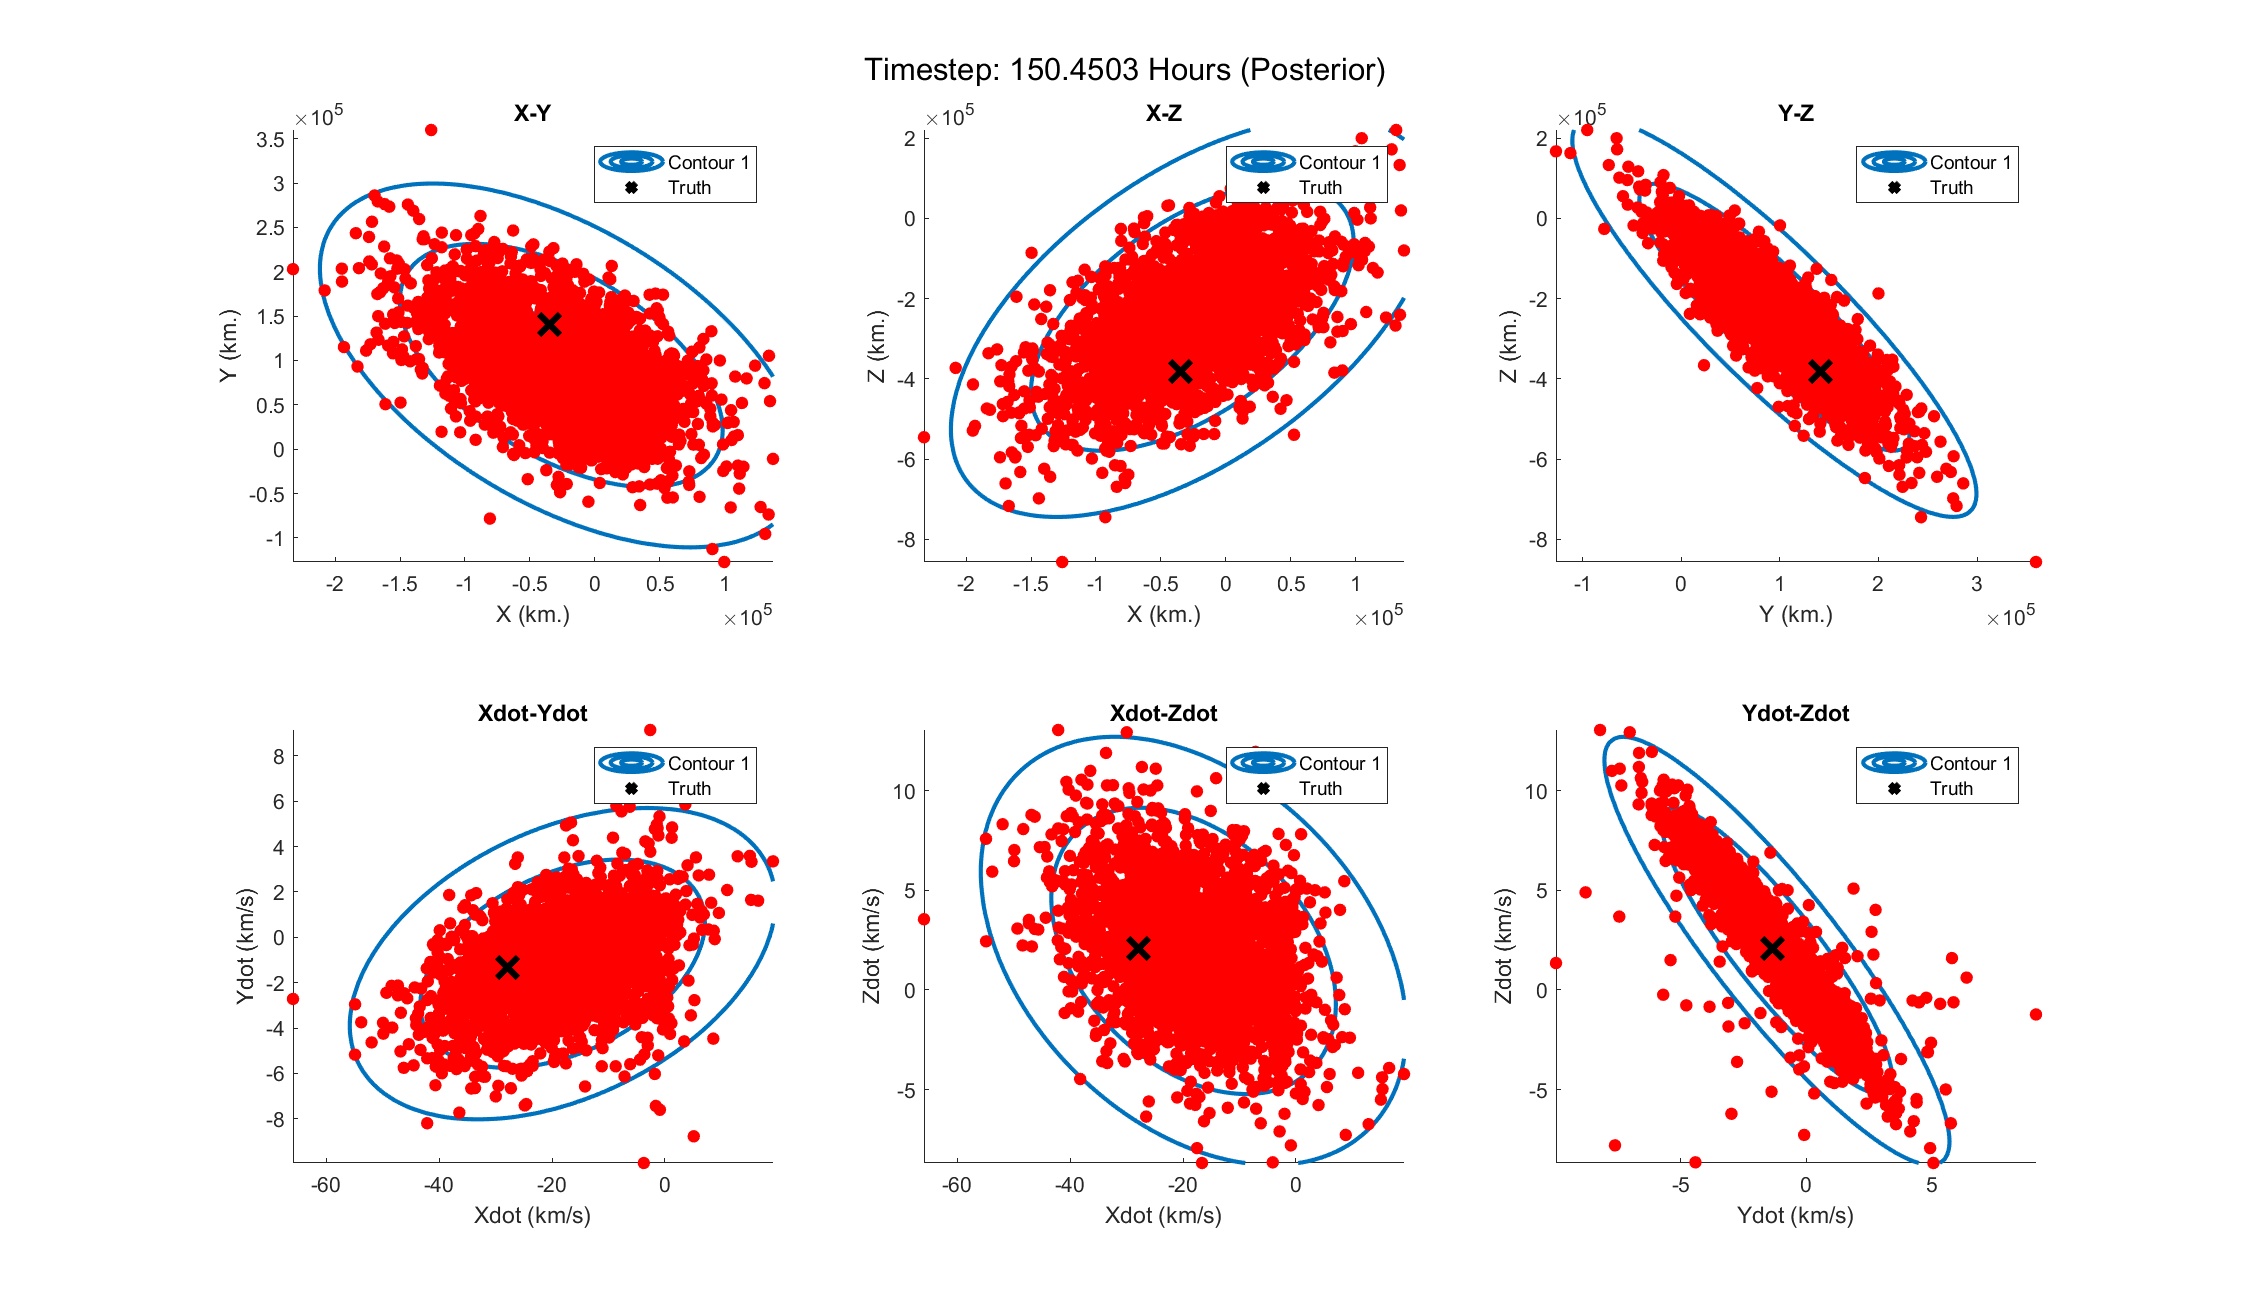 Timestep: 150.4503 Hours (Posterior)
X-Y
×10^5
3.5
3
2.5
2
1.5
1
0.5
0
-0.5
-1
Y (km.)
-2 -1.5 -1 -0.5 0 0.5 1
X (km.)
×10^5
Contour 1
Truth
X-Z
×10^5
2
0
-2
-4
-6
-8
Z (km.)
-2 -1.5 -1 -0.5 0 0.5 1
X (km.)
×10^5
Contour 1
Truth
Y-Z
×10^5
2
0
-2
-4
-6
-8
Z (km.)
-1 0 1 2 3
Y (km.)
×10^5
Contour 1
Truth
Xdot-Ydot
8
6
4
2
0
-2
-4
-6
-8
Ydot (km/s)
-60 -40 -20 0
Xdot (km/s)
Contour 1
Truth
Xdot-Zdot
10
5
0
-5
Zdot (km/s)
-60 -40 -20 0
Xdot (km/s)
Contour 1
Truth
Ydot-Zdot
10
5
0
-5
Zdot (km/s)
-5 0 5
Ydot (km/s)
Contour 1
Truth